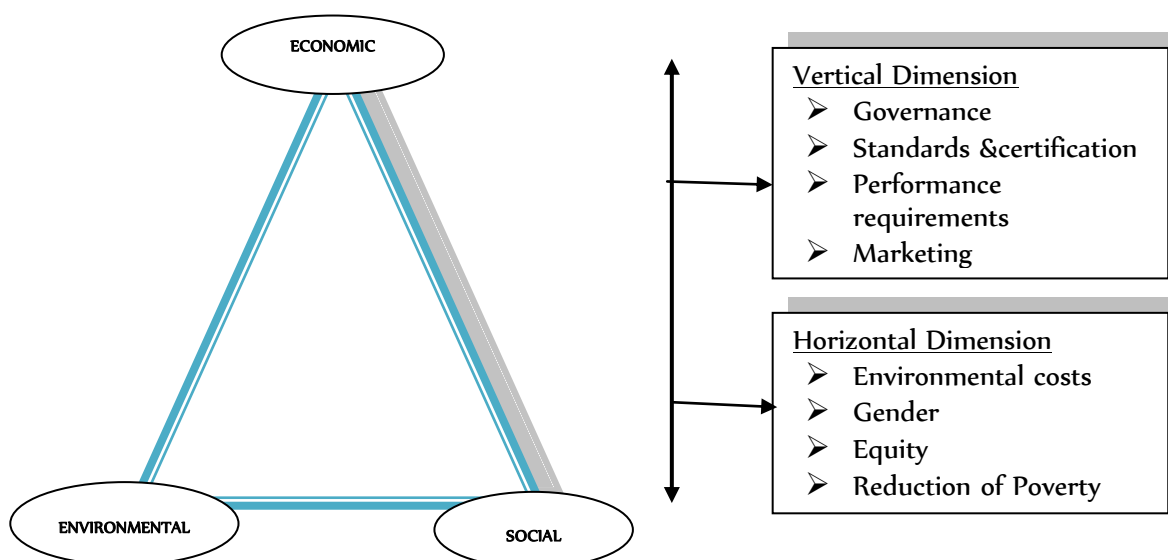 ECONOMIC
ENVIRONMENTAL
SOCIAL
Vertical Dimension
➢ Governance
➢ Standards &certification
➢ Performance
requirements
➢ Marketing
Horizontal Dimension
➢ Environmental costs
➢ Gender
➢ Equity
➢ Reduction of Poverty